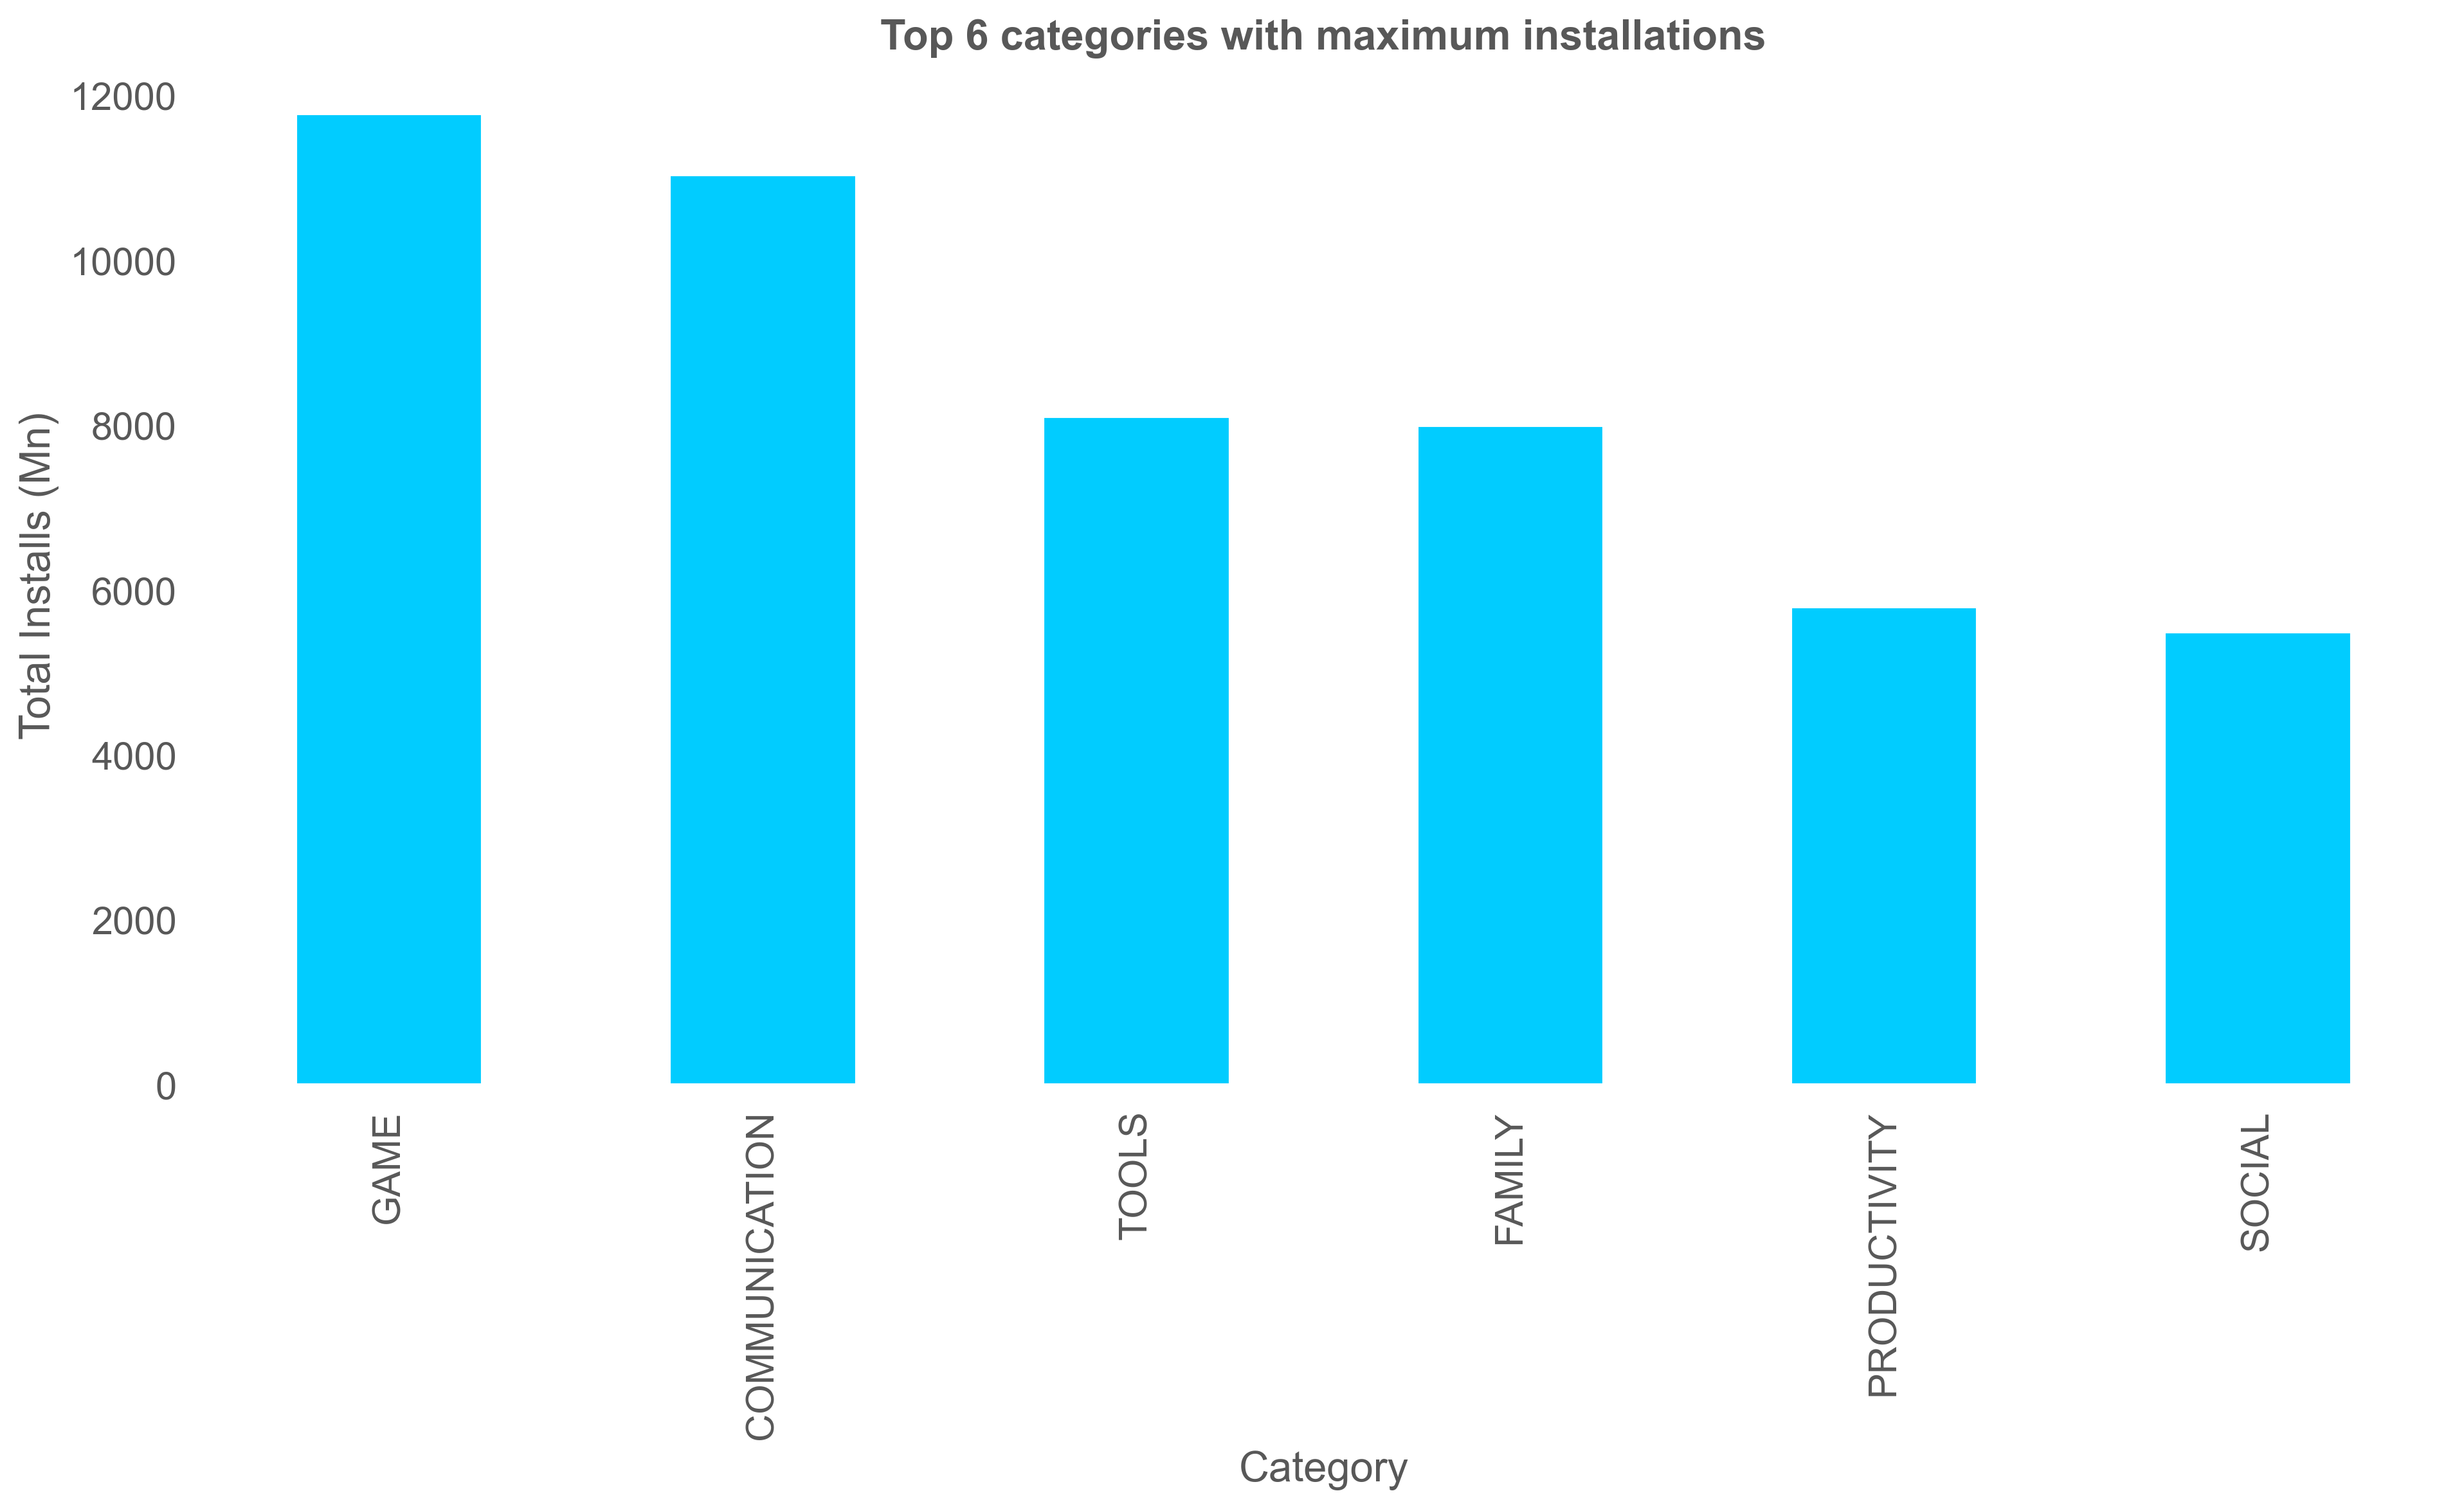 Top 6 categories with maximum installations
Total Installs (Mn)
12000
10000
8000
6000
4000
2000
0
GAME
COMMUNICATION
TOOLS
FAMILY
PRODUCTIVITY
SOCIAL
Category